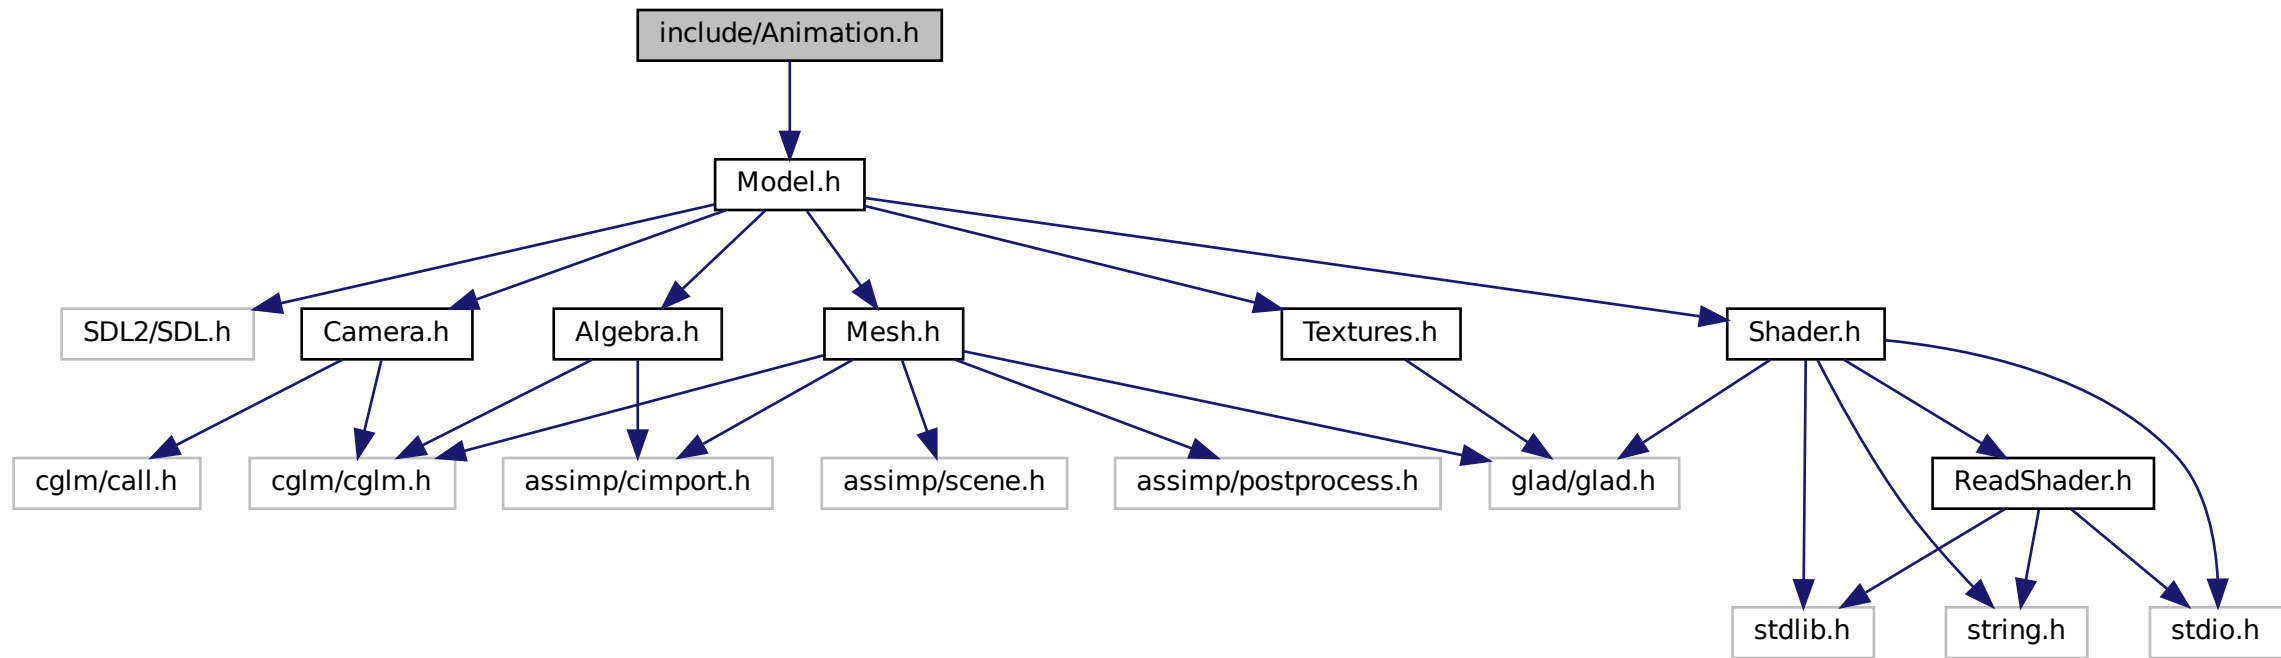 include/Animation.h
Model.h
SDL2/SDL.h
Camera.h
Algebra.h
Mesh.h
Textures.h
Shader.h
cglm/call.h
cglm/cglm.h
assimp/cimport.h
assimp/scene.h
assimp/postprocess.h
glad/glad.h
ReadShader.h
stdlib.h
string.h
stdio.h